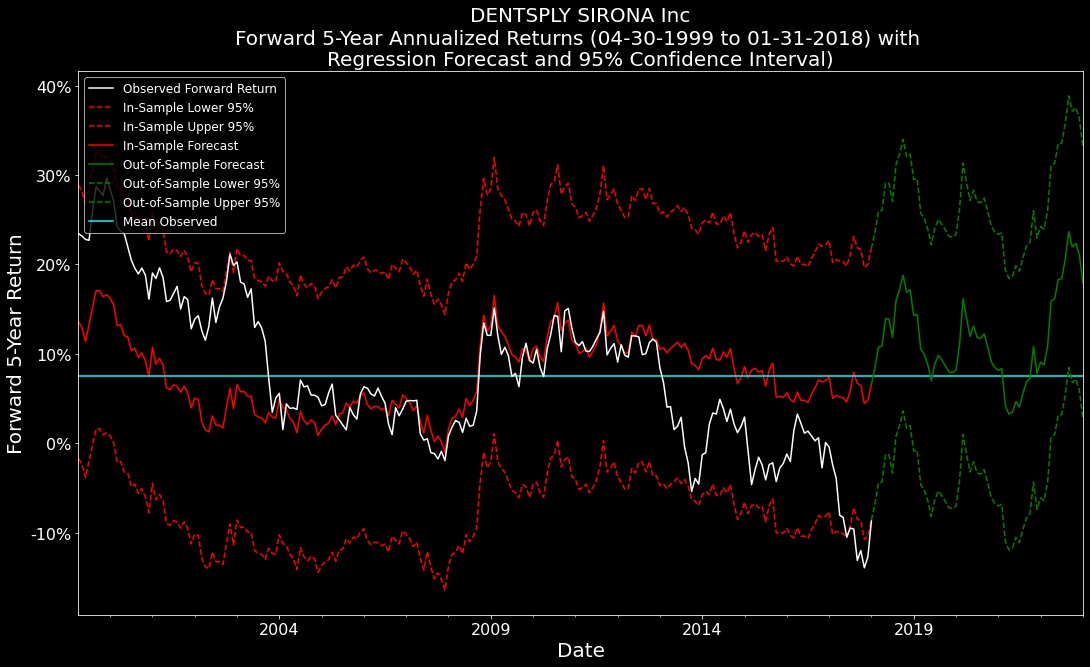 DENTSPLY SIRONA Inc
Forward 5-Year Annualized Returns (04-30-1999 to 01-31-2018) with
Regression Forecast and 95% Confidence Interval)
Observed Forward Return
In-Sample Lower 95%
In-Sample Upper 95%
In-Sample Forecast
Out-of-Sample Forecast
Out-of-Sample Lower 95%
Out-of-Sample Upper 95%
Mean Observed
Forward 5-Year Return
40%
30%
20%
10%
0%
-10%
2004
2009
2014
2019
Date